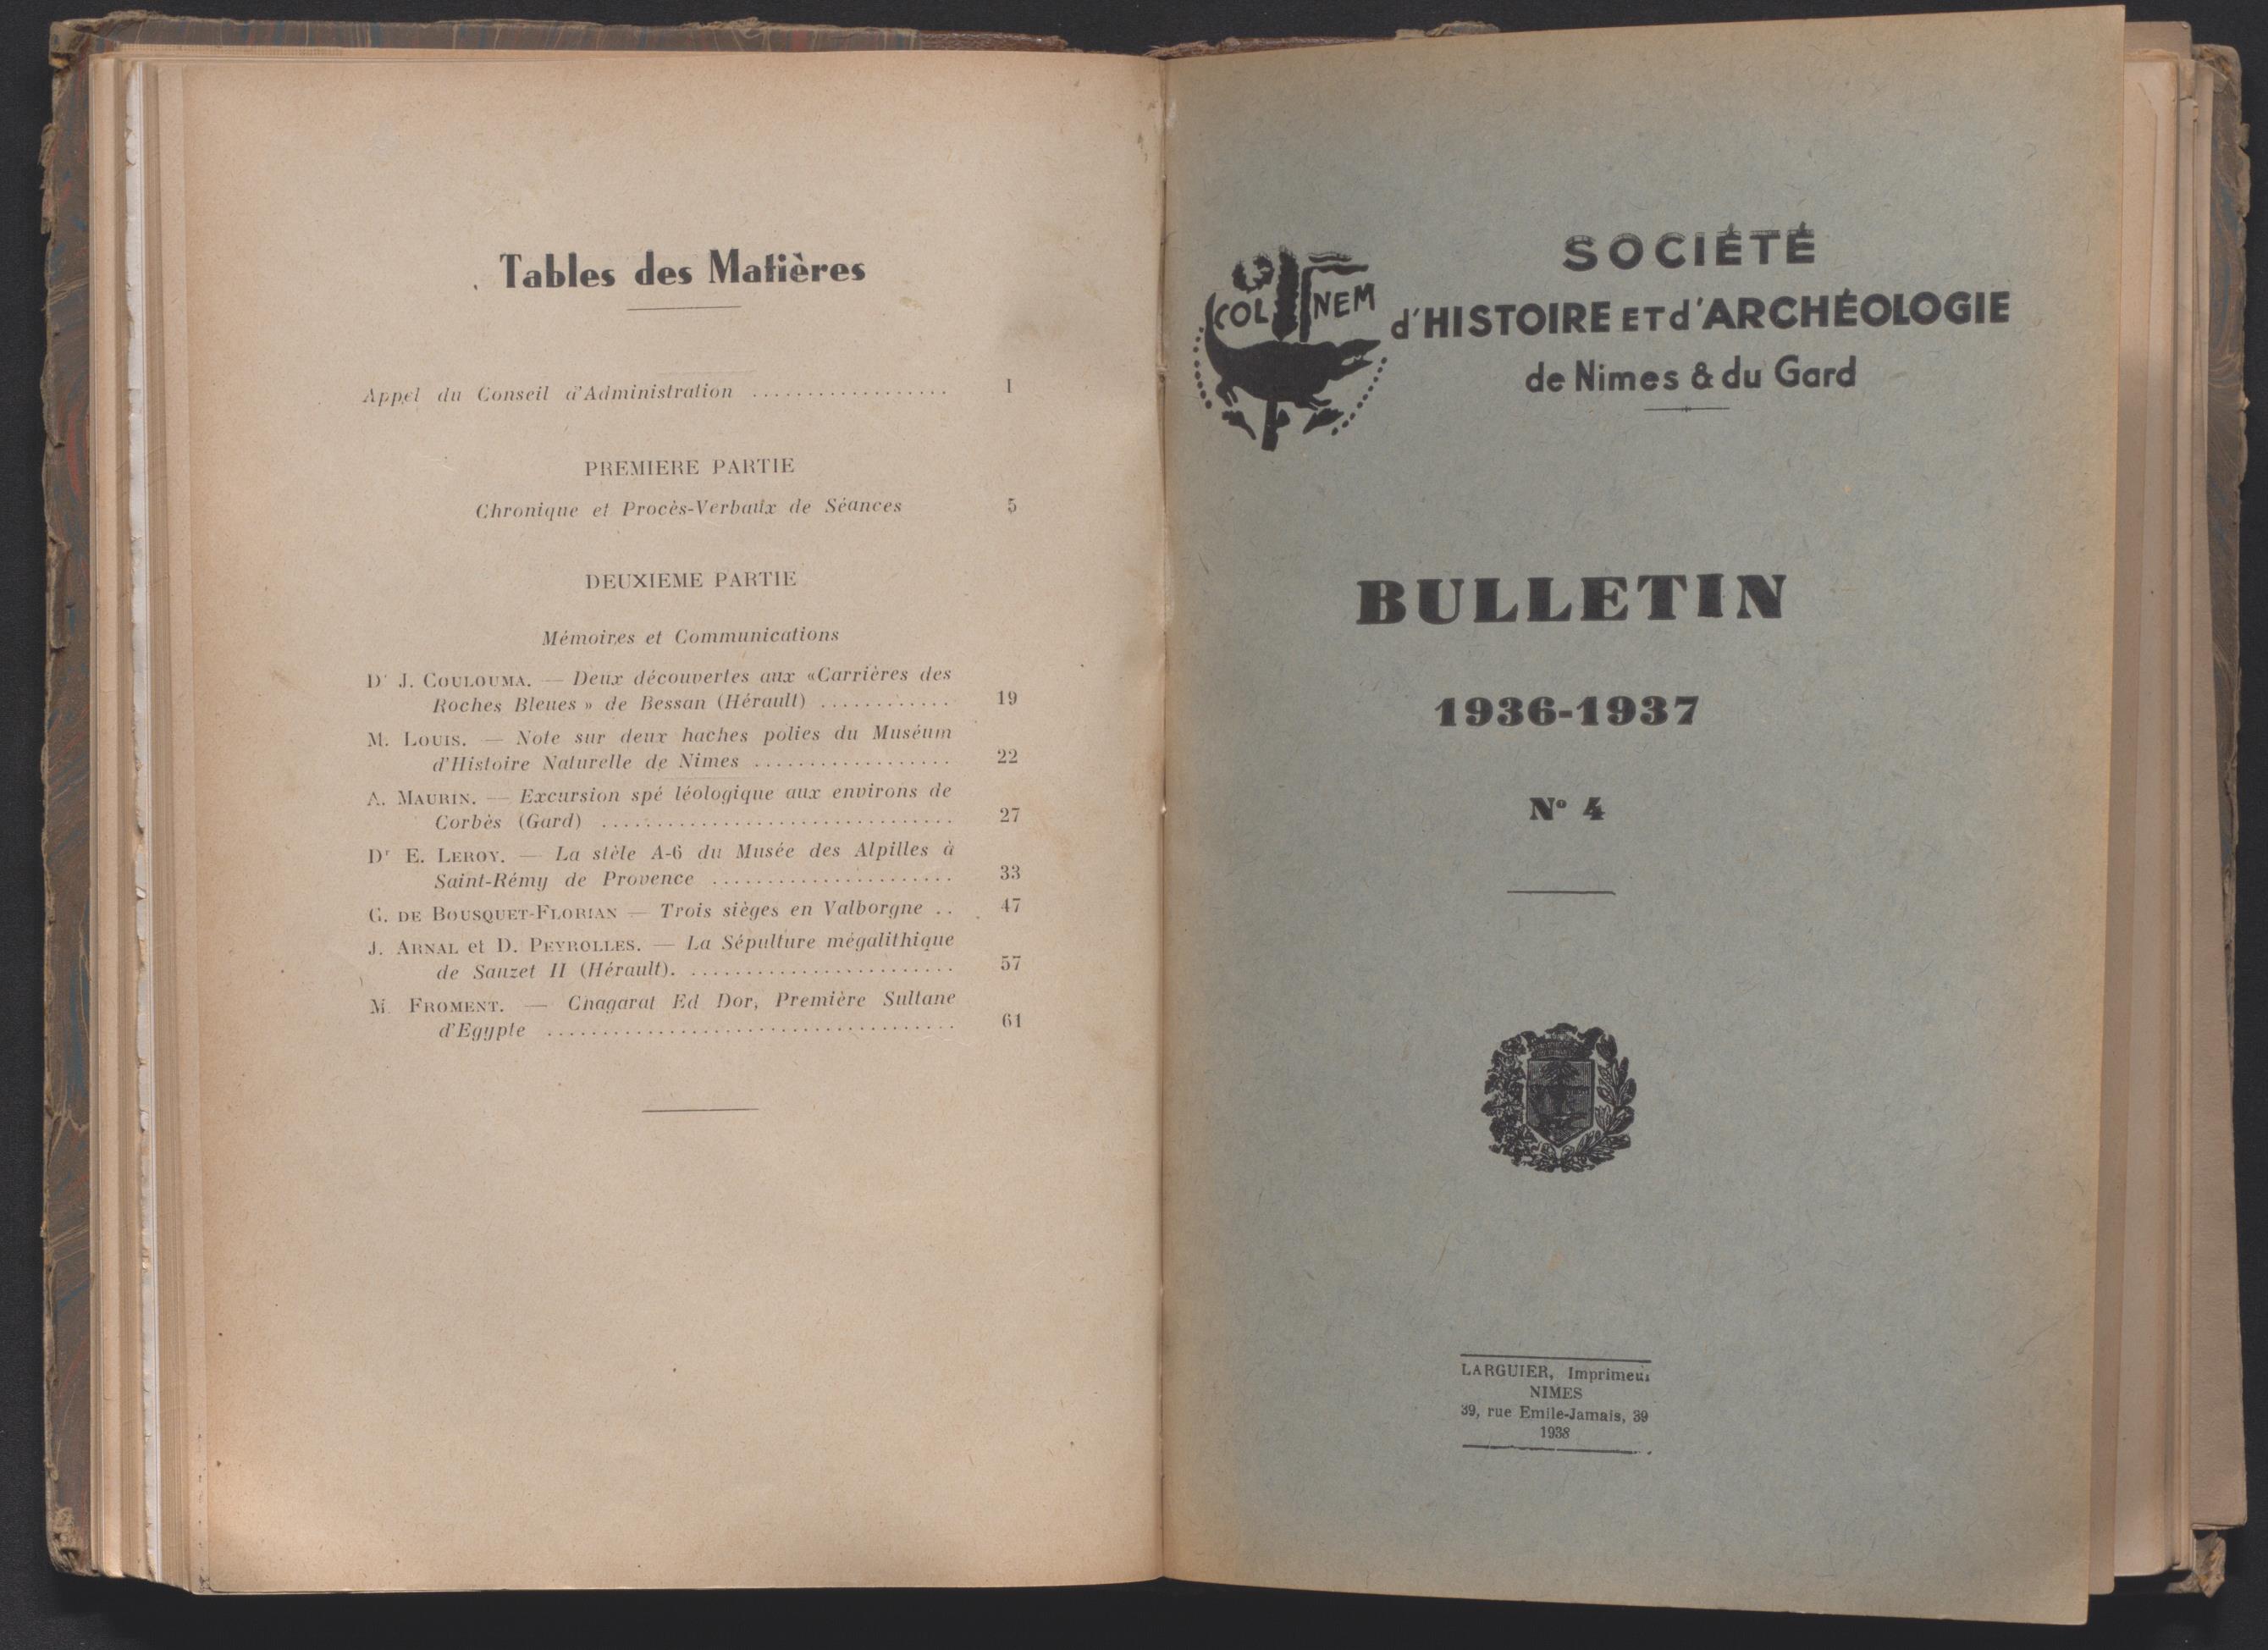 Tables des Matières
Appel du Conseil d'Administration .................. 1
PREMIERE PARTIE
Chronique et Procès-Verbaux de Séances 5
DEUXIEME PARTIE
Mémoires et Communications
Dr J. COULOUMA. — Deux découvertes aux «Carrières des
Roches Bleues » de Bessan (Hérault) ............ 19
M. LOUIS. — Note sur deux haches polies du Muséum
d'Histoire Naturelle de Nimes .................. 22
A. MAURIN. — Excursion spé léologique aux environs de
Corbès (Gard) ................................ 27
Dr E. LEROY. — La stèle A-6 du Musée des Alpilles à
Saint-Rémy de Provence ...................... 33
G. DE BOUSQUET-FLORIAN — Trois sièges en Valborgne .. 47
J. ARNAL et D. PEYROLLES. — La Sépulture mégalithique
de Sauzet II (Hérault). ........................ 57
M. FROMENT. — Chagarat Ed Dor, Première Sultane
d'Egypte ..................................... 61
COL NEM
SOCIÉTÉ
d'HISTOIRE ET d'ARCHÉOLOGIE
de Nimes & du Gard
BULLETIN
1936-1937
No 4
LARGUIER, Imprimeur
NIMES
39, rue Emile-Jamais, 39
1938